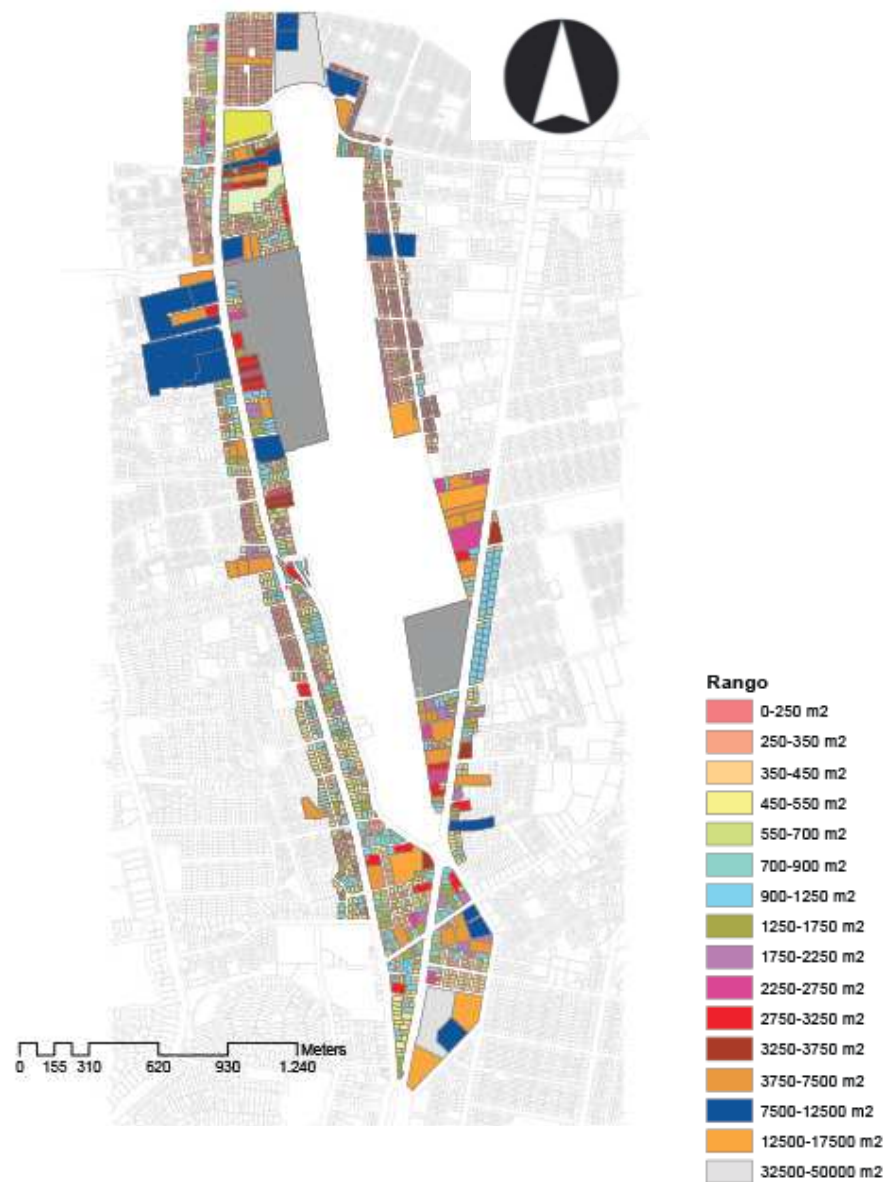 Rango
0-250 m2
250-350 m2
350-450 m2
450-550 m2
550-700 m2
700-900 m2
900-1250 m2
1250-1750 m2
1750-2250 m2
2250-2750 m2
2750-3250 m2
3250-3750 m2
3750-7500 m2
7500-12500 m2
12500-17500 m2
32500-50000 m2
Meters
0 155 310 620 930 1.240